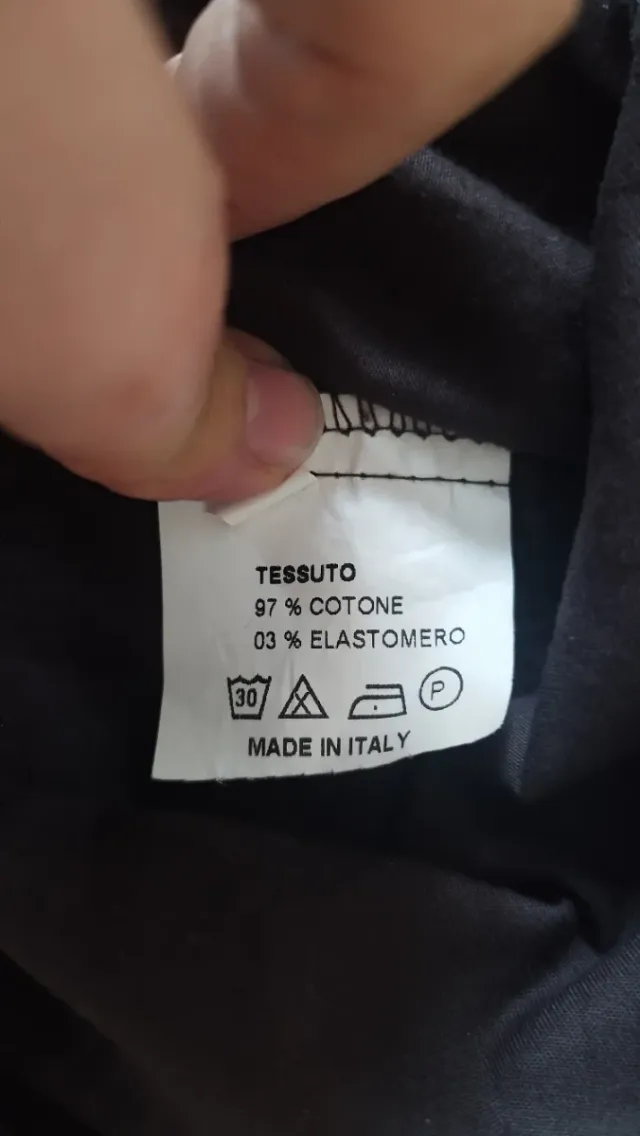 TESSUTO
97 % COTONE
03 % ELASTOMERO
30 P
MADE IN ITALY